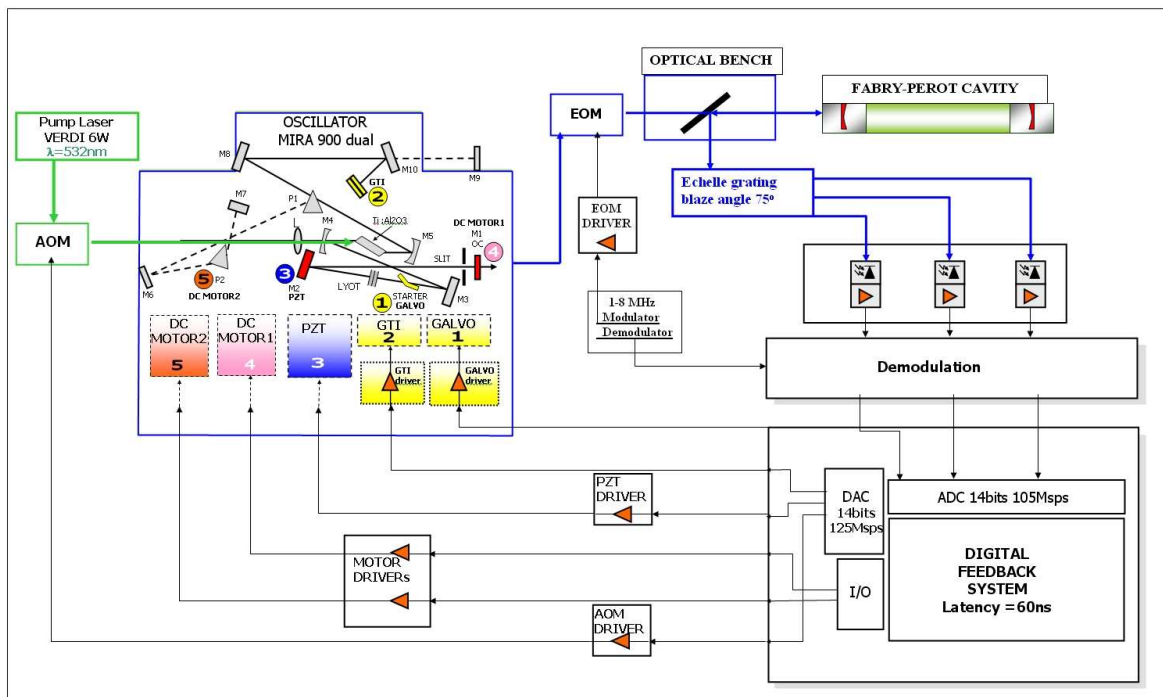 OPTICAL BENCH
FABRY-PEROT CAVITY
Pump Laser
VERDI 6W
λ=532nm
OSCILLATOR
MIRA 900 dual
EOM
M8
M10
M9
GTI
2
M7
P1
Echelle grating
blaze angle 75º
AOM
M4
Ti :Al2O3
M5
L
DC MOTOR1
M1
OC
4
SLIT
EOM
DRIVER
M6
5
P2
DC MOTOR2
3
M2
PZT
LYOT
1
STARTER
GALVO
M3
1-8 MHz
Modulator
Demodulator
DC
MOTOR2
5
DC
MOTOR1
4
PZT
3
GTI
2
GALVO
1
GTI
driver
GALVO
driver
Demodulation
PZT
DRIVER
DAC
14bits
125Msps
ADC 14bits 105Msps
MOTOR
DRIVERs
I/O
DIGITAL
FEEDBACK
SYSTEM
Latency =60ns
AOM
DRIVER